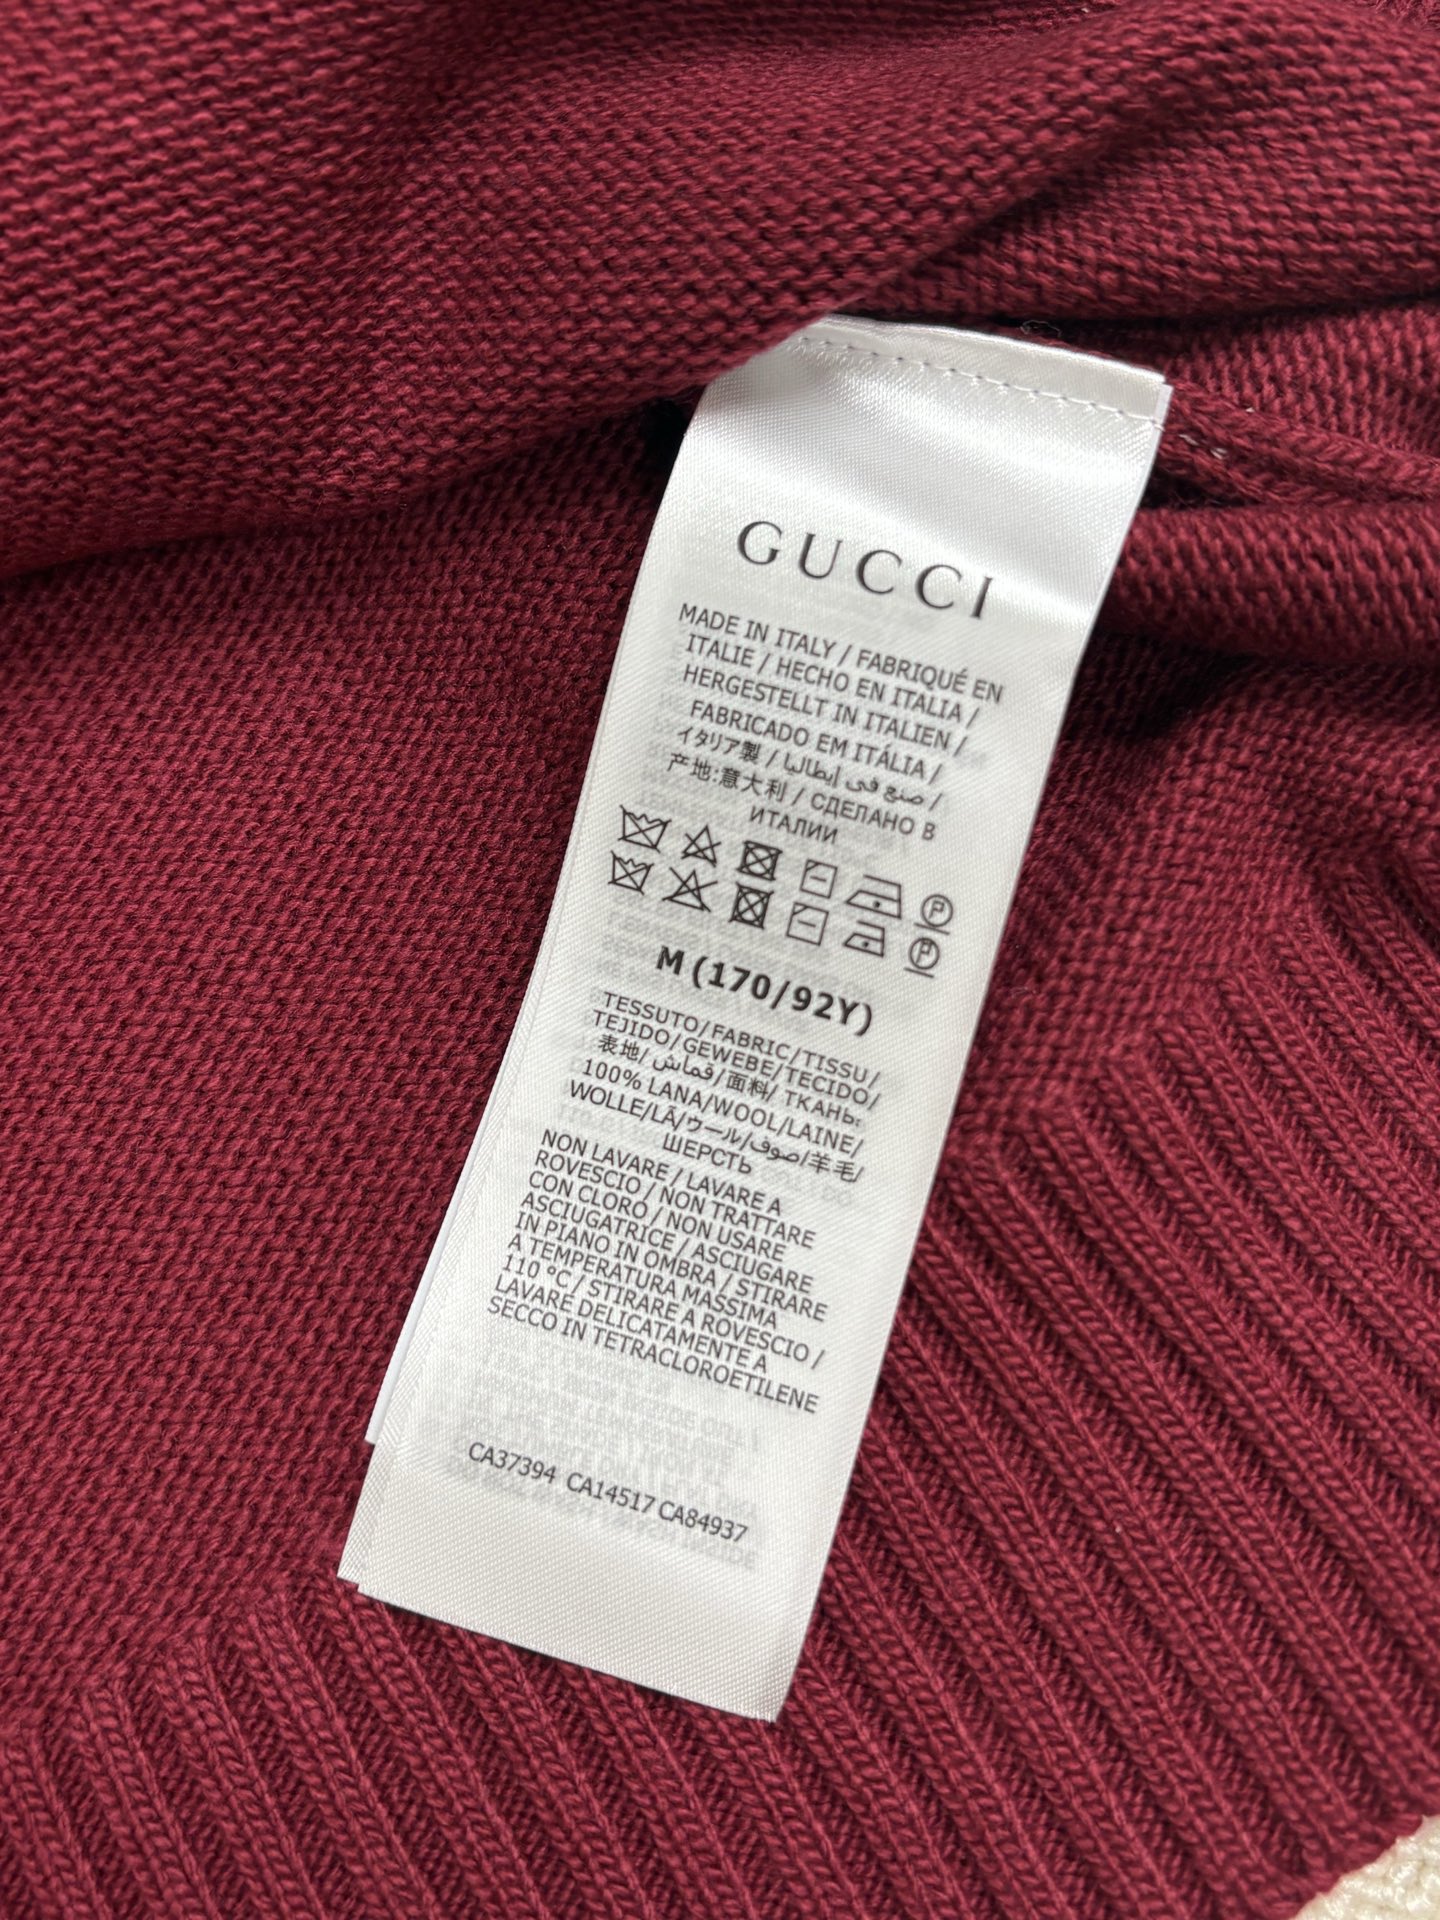 GUCCI
MADE IN ITALY / FABRIQUÉ EN
ITALIE / HECHO EN ITALIA /
HERGESTELLT IN ITALIEN /
FABRICADO EM ITÁLIA /
イタリア製 / صنع في إيطاليا /
产地:意大利 / СДЕЛАНО В
ИТАЛИИ
M (170/92Y)
TESSUTO/FABRIC/TISSU/
TEJIDO/GEWEBE/TECIDO/
表地/قماش/面料/ ТКАНЬ:
100% LANA/WOOL/LAINE/
WOLLE/LÃ/ウール/صوف/羊毛/
ШЕРСТЬ
NON LAVARE / LAVARE A
ROVESCIO / NON TRATTARE
CON CLORO / NON USARE
ASCIUGATRICE / ASCIUGARE
IN PIANO IN OMBRA / STIRARE
A TEMPERATURA MASSIMA
110 °C / STIRARE A ROVESCIO /
LAVARE DELICATAMENTE A
SECCO IN TETRACLOROETILENE
CA37394 CA14517 CA84937